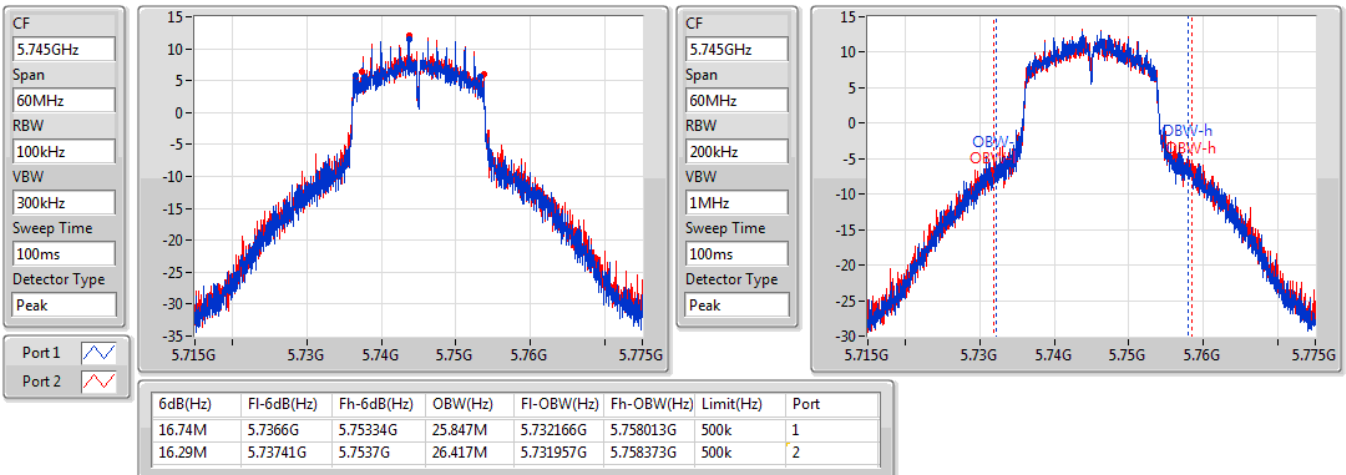 CF
5.745GHz
Span
60MHz
RBW
100kHz
VBW
300kHz
Sweep Time
100ms
Detector Type
Peak
Port 1
Port 2
15
10
5
0
-5
-10
-15
-20
-25
-30
-35
5.715G 5.73G 5.74G 5.75G 5.76G 5.775G
CF
5.745GHz
Span
60MHz
RBW
200kHz
VBW
1MHz
Sweep Time
100ms
Detector Type
Peak
15
10
5
0
-5
-10
-15
-20
-25
-30
OBW-
OBW-h
OBW-h
5.715G 5.73G 5.74G 5.75G 5.76G 5.775G
6dB(Hz) Fl-6dB(Hz) Fh-6dB(Hz) OBW(Hz) Fl-OBW(Hz) Fh-OBW(Hz) Limit(Hz) Port
16.74M 5.7366G 5.75334G 25.847M 5.732166G 5.758013G 500k 1
16.29M 5.73741G 5.7537G 26.417M 5.731957G 5.758373G 500k 2